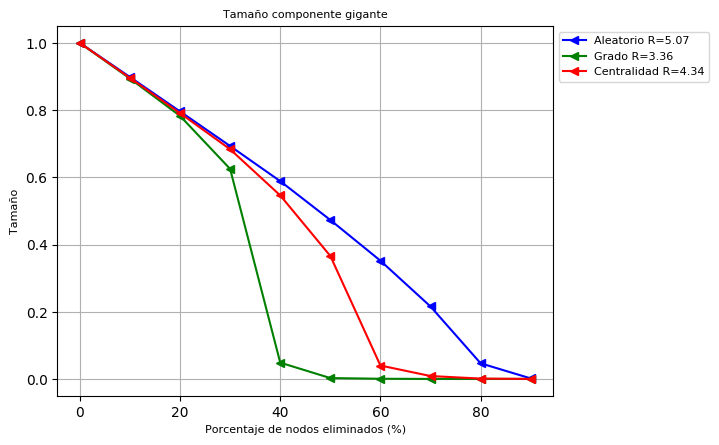 Tamaño componente gigante
Aleatorio R=5.07
Grado R=3.36
Centralidad R=4.34
Tamaño
1.0
0.8
0.6
0.4
0.2
0.0
0 20 40 60 80
Porcentaje de nodos eliminados (%)